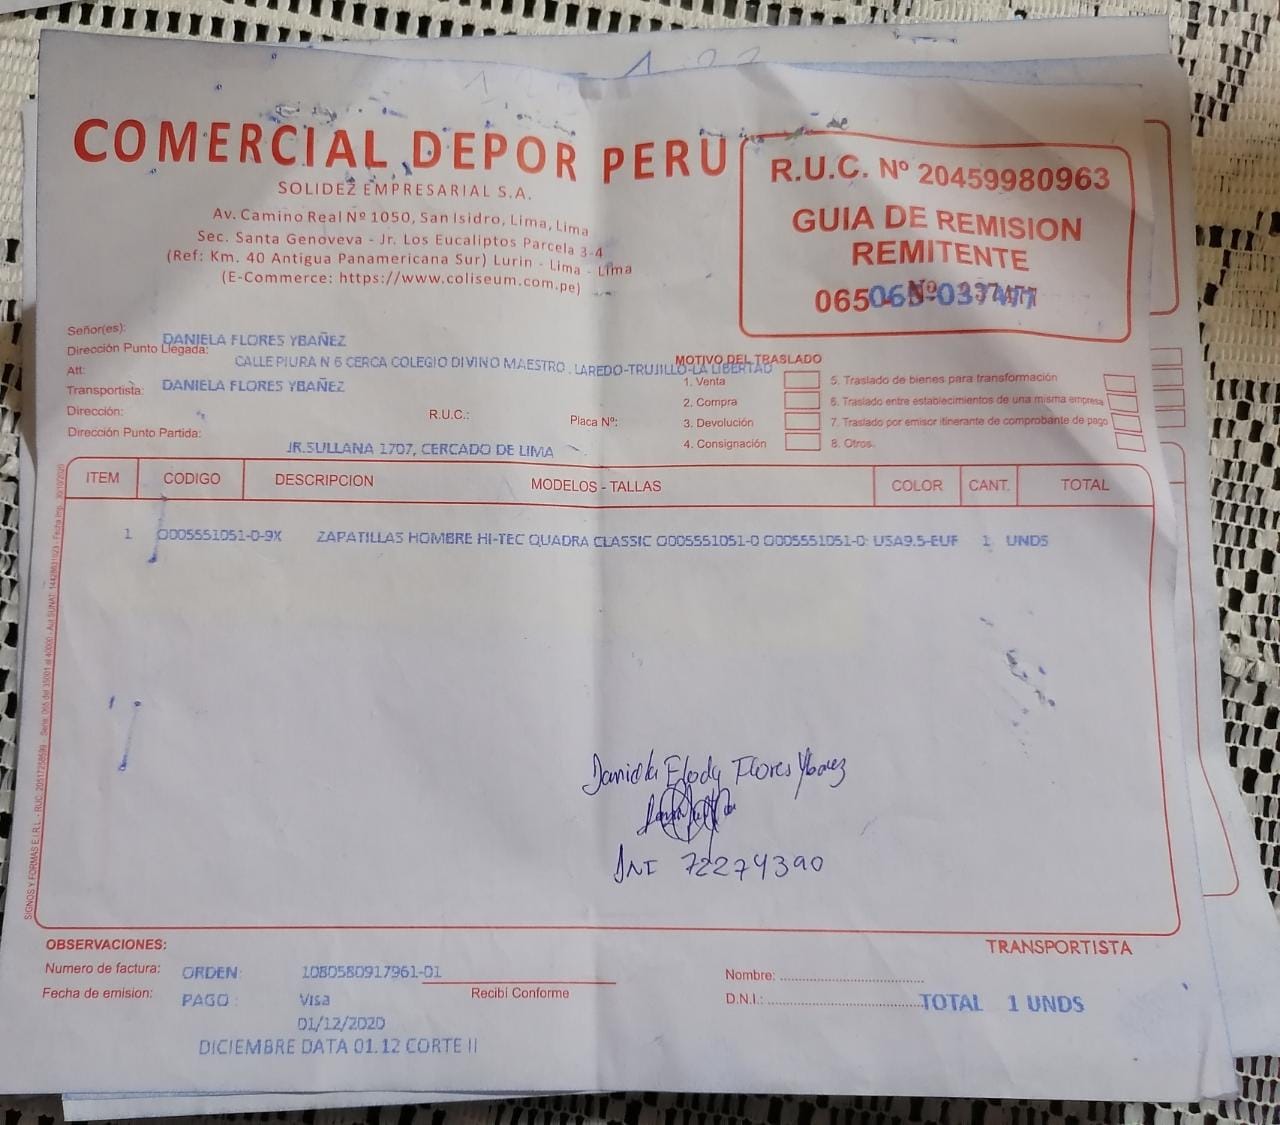 COMERCIAL DEPOR PERU
SOLIDEZ EMPRESARIAL S.A.
Av. Camino Real Nº 1050, San Isidro, Lima, Lima
Sec. Santa Genoveva - Jr. Los Eucaliptos Parcela 3-4
(Ref: Km. 40 Antigua Panamericana Sur) Lurin - Lima - Lima
(E-Commerce: https://www.coliseum.com.pe)
R.U.C. Nº 20459980963
GUIA DE REMISION
REMITENTE
065 065-037477
Señor(es): DANIELA FLORES YBAÑEZ
Dirección Punto Llegada: CALLE PIURA N 6 CERCA COLEGIO DIVINO MAESTRO . LAREDO-TRUJILLO-LA LIBERTAD
Att:
Transportista: DANIELA FLORES YBAÑEZ
Dirección: R.U.C.: Placa Nº:
Dirección Punto Partida: JR.SULLANA 1707, CERCADO DE LIMA
MOTIVO DEL TRASLADO
1. Venta
2. Compra
3. Devolución
4. Consignación
5. Traslado de bienes para transformación
6. Traslado entre establecimientos de una misma empresa
7. Traslado por emisor itinerante de comprobante de pago
8. Otros.
ITEM CODIGO DESCRIPCION MODELOS - TALLAS COLOR CANT. TOTAL
1 O005551051-0-9X ZAPATILLAS HOMBRE HI-TEC QUADRA CLASSIC O005551051-0 O005551051-0 USA9.5-EUF 1 UNDS
Daniela Elody Flores Ybañez
DNI 72274390
OBSERVACIONES:
Numero de factura: ORDEN: 1080580917961-01
Fecha de emision: PAGO : Visa
01/12/2020
DICIEMBRE DATA 01.12 CORTE II
Recibí Conforme
TRANSPORTISTA
Nombre:
D.N.I.:
TOTAL 1 UNDS